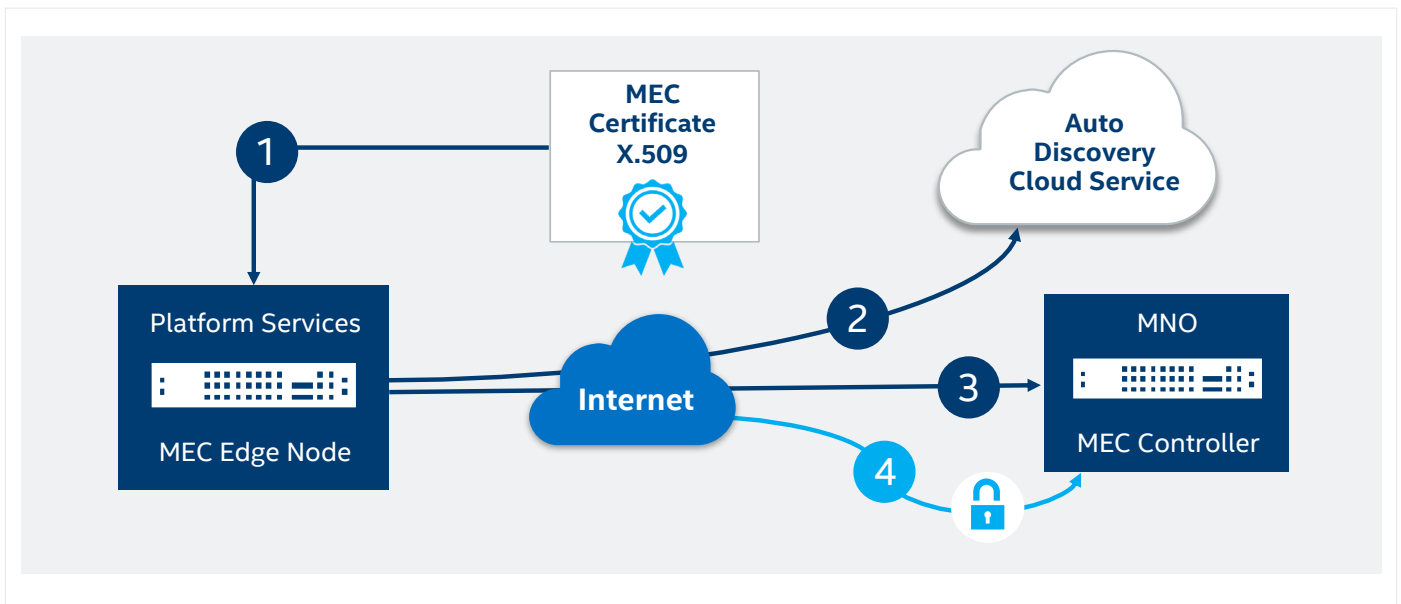 MEC
Certificate
X.509
Auto
Discovery
Cloud Service
1
Platform Services
MEC Edge Node
Internet
2
3
4
MNO
MEC Controller